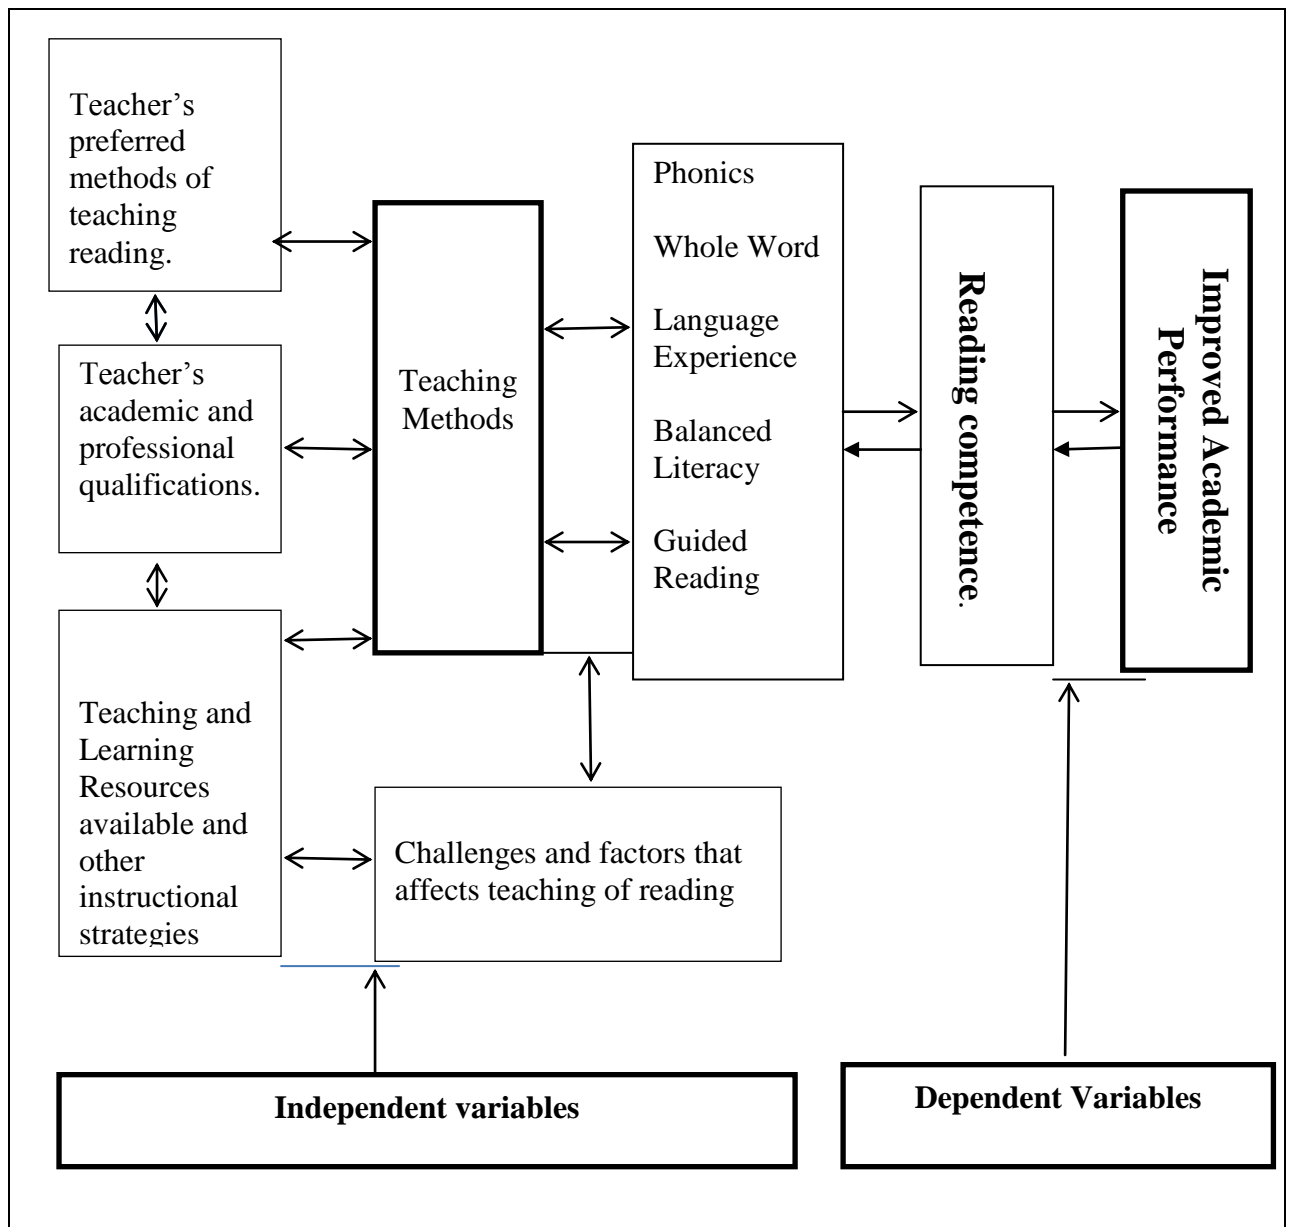 Teacher’s
preferred
methods of
teaching
reading.
Teacher’s
academic and
professional
qualifications.
Teaching and
Learning
Resources
available and
other
instructional
strategies
Teaching
Methods
Phonics
Whole Word
Language
Experience
Balanced
Literacy
Guided
Reading
Challenges and factors that
affects teaching of reading
Reading competence.
Improved Academic
Performance
Independent variables
Dependent Variables